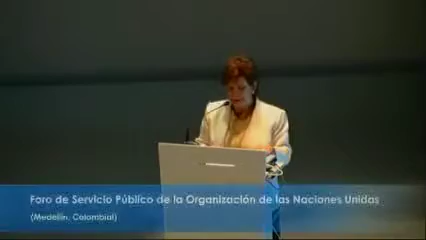 Foro de Servicio Público de la Organización de las Naciones Unidas
(Medellín, Colombia!)